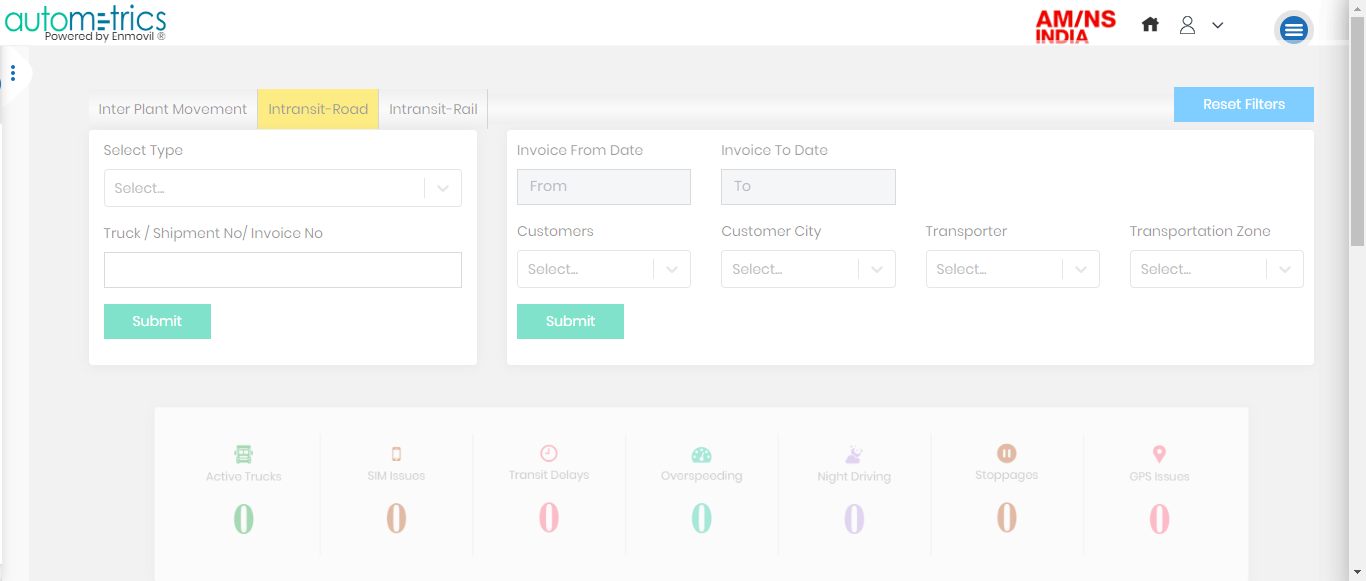 autometrics
Powered by Enmovil ®
AM/NS
INDIA
Inter Plant Movement
Intransit-Road
Intransit-Rail
Reset Filters
Select Type
Select...
Truck / Shipment No/ Invoice No
Submit
Invoice From Date
Invoice To Date
From
To
Customers
Customer City
Transporter
Transportation Zone
Select...
Select...
Select...
Select...
Submit
Active Trucks
SIM Issues
Transit Delays
Overspeeding
Night Driving
Stoppages
GPS Issues
0
0
0
0
0
0
0